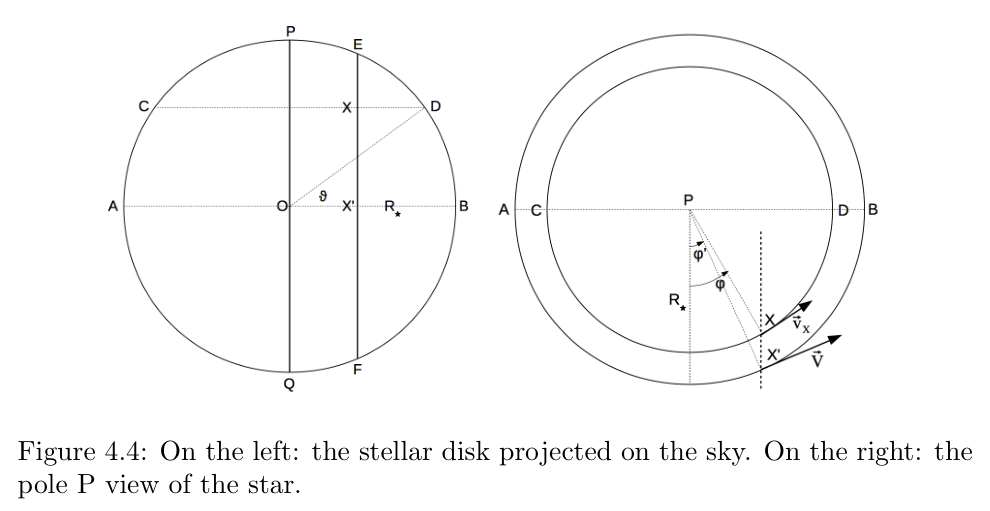 P
E
C
X
D
ϑ
A
O
X'
R⋆
B
F
Q
P
A
C
D
B
φ'
φ
R⋆
X
v⃗x
X'
v⃗
Figure 4.4: On the left: the stellar disk projected on the sky. On the right: the
pole P view of the star.